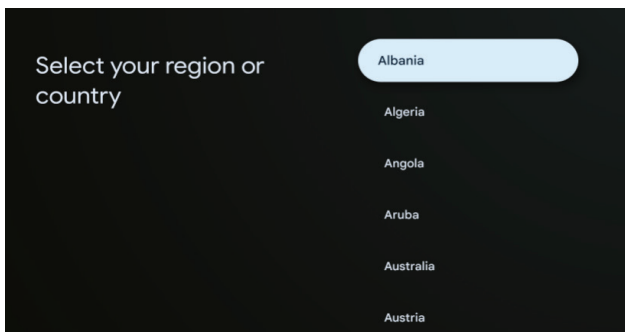 Select your region or
country
Albania
Algeria
Angola
Aruba
Australia
Austria